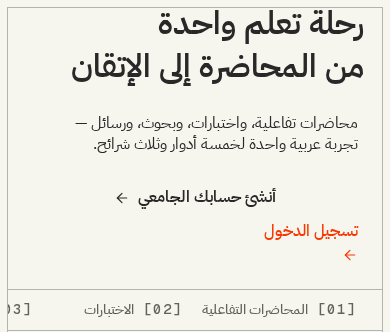 رحلة تعلم واحدة
من المحاضرة إلى الإتقان
محاضرات تفاعلية، واختبارات، وبحوث، ورسائل —
تجربة عربية واحدة لخمسة أدوار وثلاث شرائح.
أنشئ حسابك الجامعي ←
تسجيل الدخول
←
[01] المحاضرات التفاعلية [02] الاختبارات